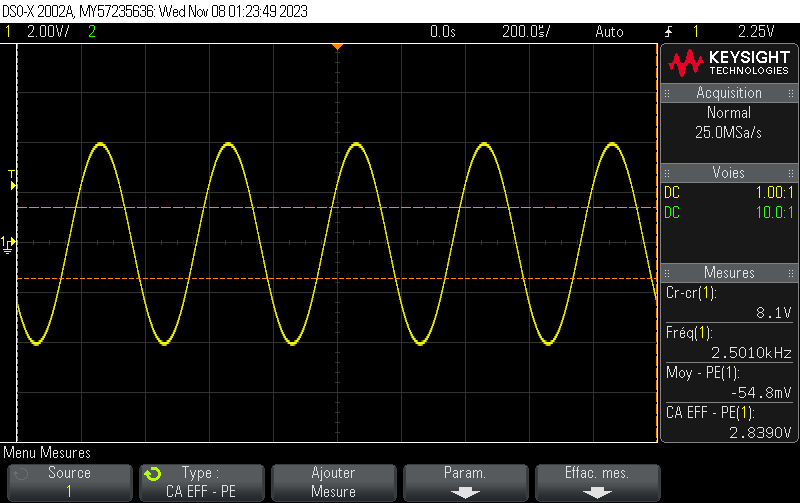 DSO-X 2002A, MY57235636: Wed Nov 08 01:23:49 2023
1 2.00V/ 2 0.0s 200.0µs/ Auto 1 2.25V
KEYSIGHT
TECHNOLOGIES
Acquisition
Normal
25.0MSa/s
Voies
DC 1.00:1
DC 10.0:1
Mesures
Cr-cr(1):
8.1V
Fréq(1):
2.5010kHz
Moy - PE(1):
-54.8mV
CA EFF - PE(1):
2.8390V
T
1
Menu Mesures
Source
1
Type :
CA EFF - PE
Ajouter
Mesure
Param.
Effac. mes.